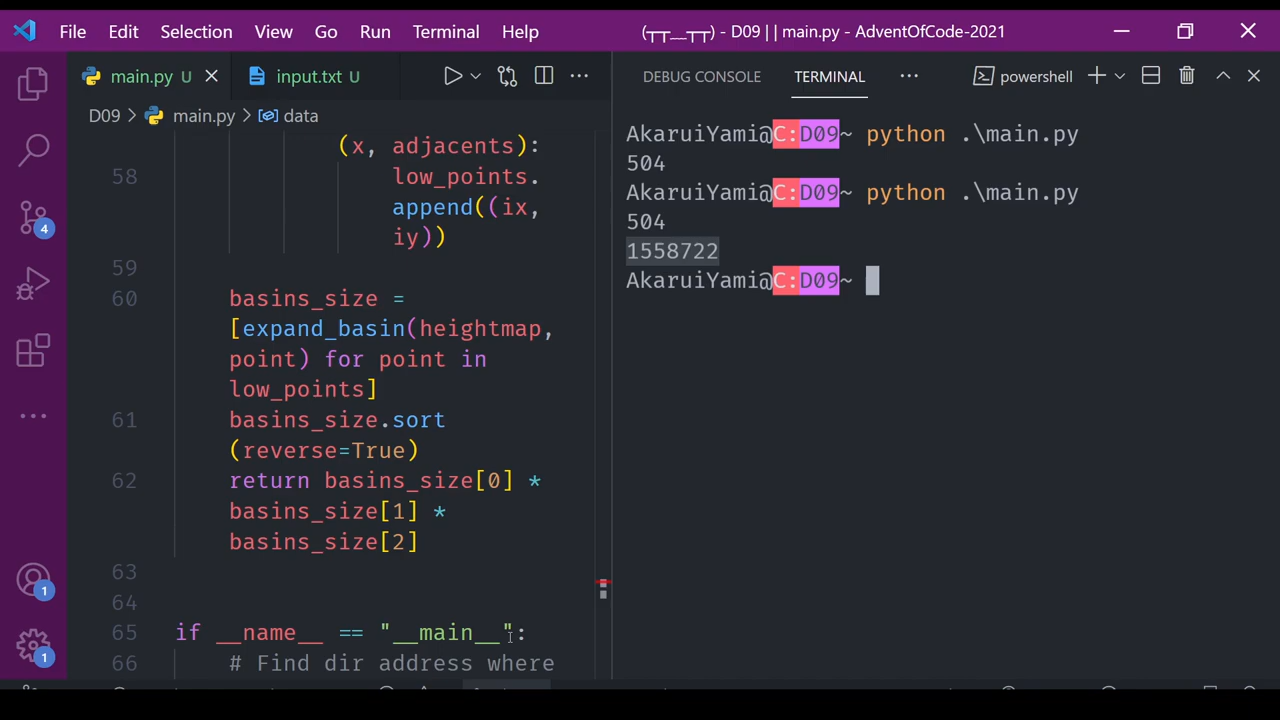 File Edit Selection View Go Run Terminal Help (┬┬__┬┬) - D09 | | main.py - AdventOfCode-2021
main.py U input.txt U
D09 > main.py > data
(x, adjacents):
58 low_points.
append((ix,
iy))
59
60 basins_size =
[expand_basin(heightmap,
point) for point in
low_points]
61 basins_size.sort
(reverse=True)
62 return basins_size[0] *
basins_size[1] *
basins_size[2]
63
64
65 if __name__ == "__main__":
66 # Find dir address where
4
1
1
DEBUG CONSOLE TERMINAL powershell
AkaruiYami@C:D09~ python .\main.py
504
AkaruiYami@C:D09~ python .\main.py
504
1558722
AkaruiYami@C:D09~